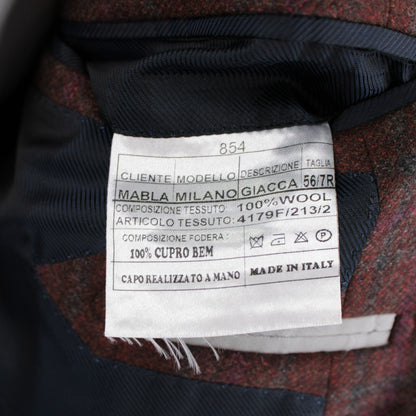 854
CLIENTE MODELLO DESCRIZIONE TAGLIA
MABLA MILANO GIACCA 56/7R
COMPOSIZIONE TESSUTO: 100%WOOL
ARTICOLO TESSUTO: 4179F/213/2
COMPOSIZIONE FODERA:
100% CUPRO BEM P
CAPO REALIZZATO A MANO MADE IN ITALY